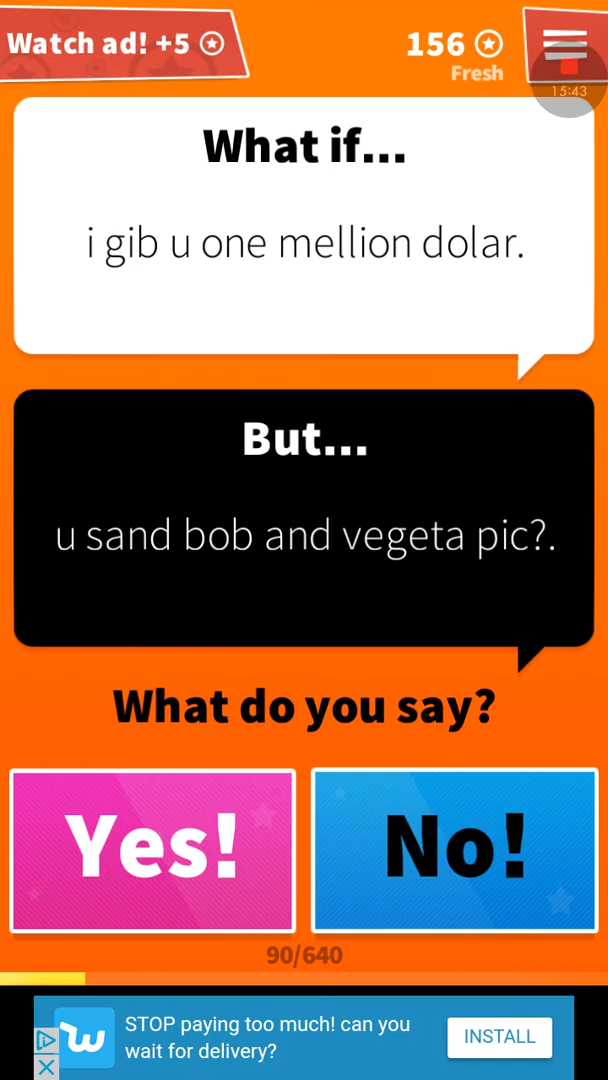 Watch ad! +5
156
Fresh
15:43
What if...
i gib u one mellion dolar.
But...
u sand bob and vegeta pic?.
What do you say?
Yes!
No!
90/640
STOP paying too much! can you
wait for delivery?
INSTALL